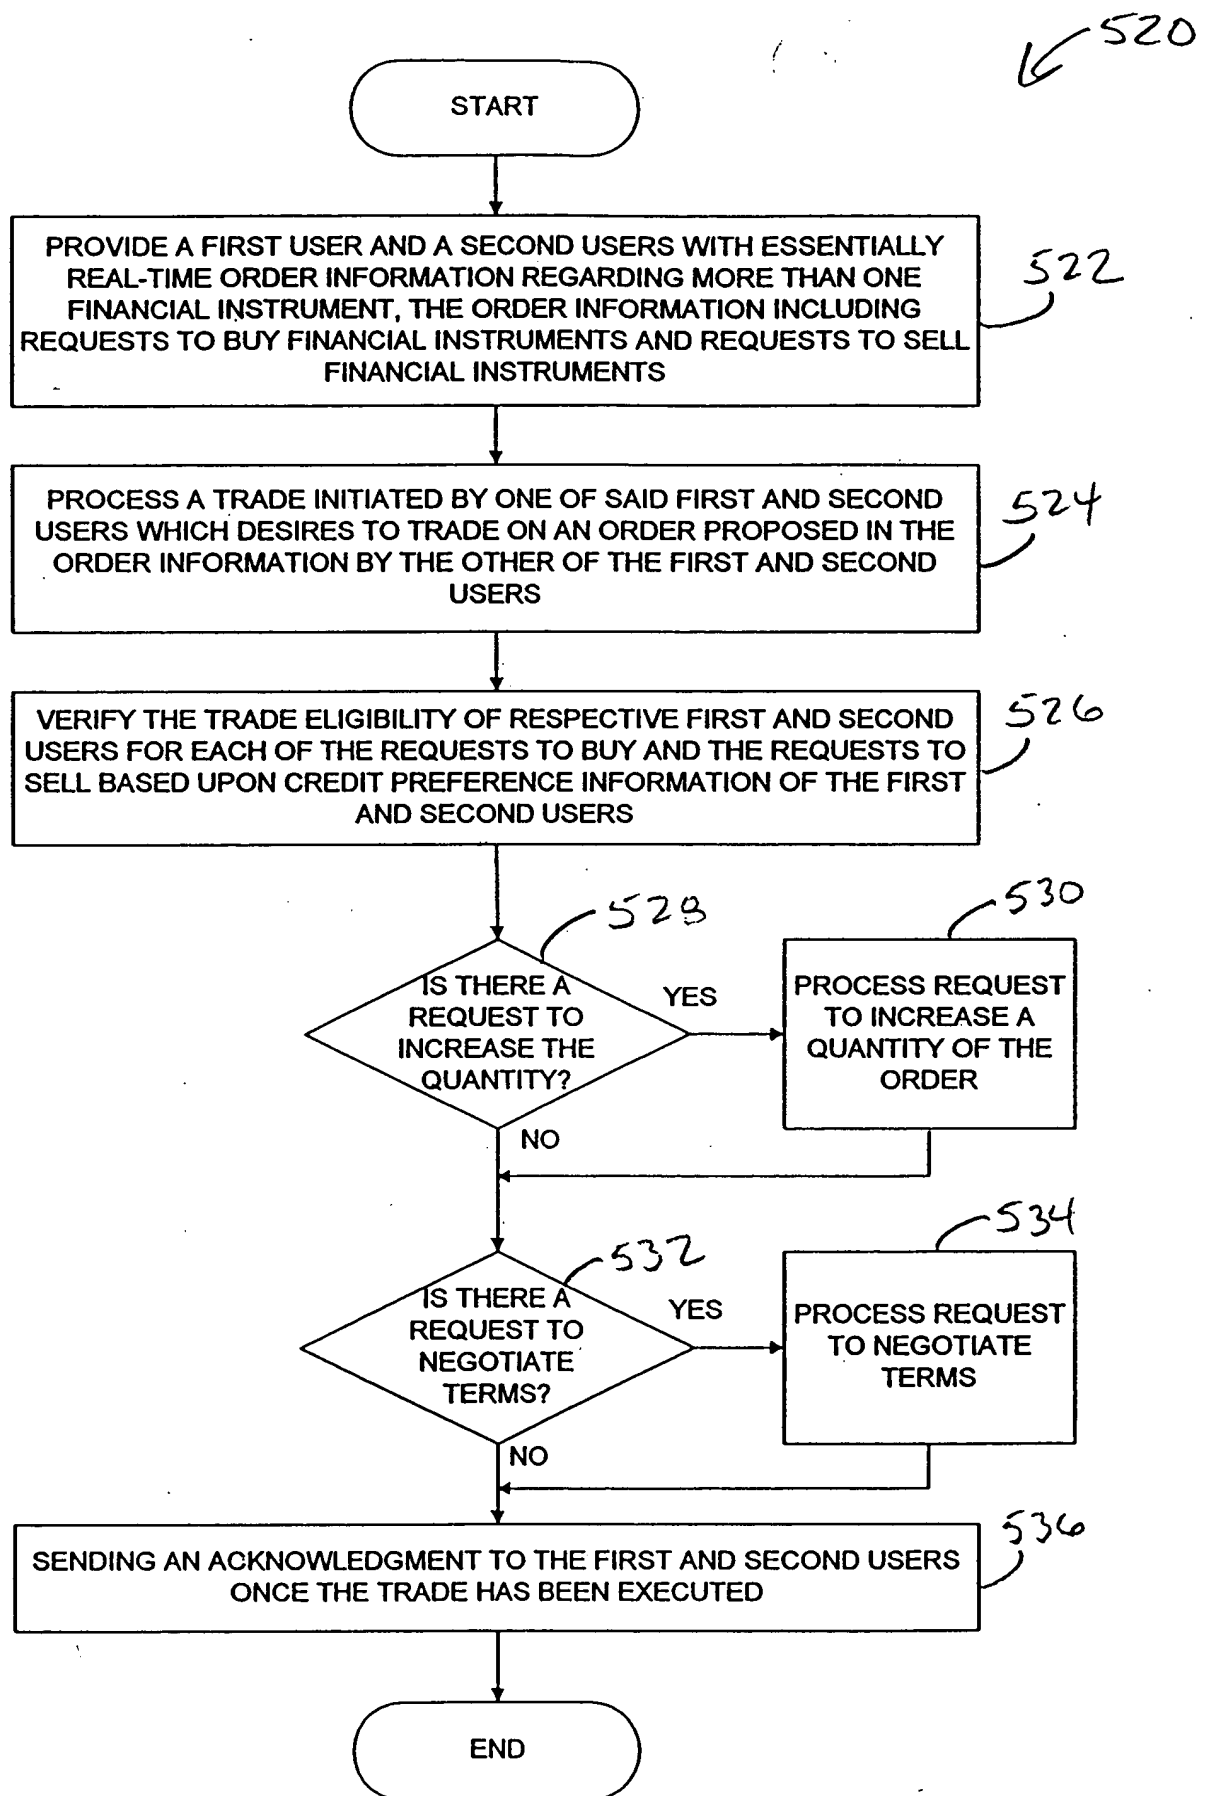 520
START
PROVIDE A FIRST USER AND A SECOND USERS WITH ESSENTIALLY
REAL-TIME ORDER INFORMATION REGARDING MORE THAN ONE
FINANCIAL INSTRUMENT, THE ORDER INFORMATION INCLUDING
REQUESTS TO BUY FINANCIAL INSTRUMENTS AND REQUESTS TO SELL
FINANCIAL INSTRUMENTS
522
PROCESS A TRADE INITIATED BY ONE OF SAID FIRST AND SECOND
USERS WHICH DESIRES TO TRADE ON AN ORDER PROPOSED IN THE
ORDER INFORMATION BY THE OTHER OF THE FIRST AND SECOND
USERS
524
VERIFY THE TRADE ELIGIBILITY OF RESPECTIVE FIRST AND SECOND
USERS FOR EACH OF THE REQUESTS TO BUY AND THE REQUESTS TO
SELL BASED UPON CREDIT PREFERENCE INFORMATION OF THE FIRST
AND SECOND USERS
526
528
IS THERE A
REQUEST TO
INCREASE THE
QUANTITY?
YES
NO
530
PROCESS REQUEST
TO INCREASE A
QUANTITY OF THE
ORDER
532
IS THERE A
REQUEST TO
NEGOTIATE
TERMS?
YES
NO
534
PROCESS REQUEST
TO NEGOTIATE
TERMS
SENDING AN ACKNOWLEDGMENT TO THE FIRST AND SECOND USERS
ONCE THE TRADE HAS BEEN EXECUTED
536
END